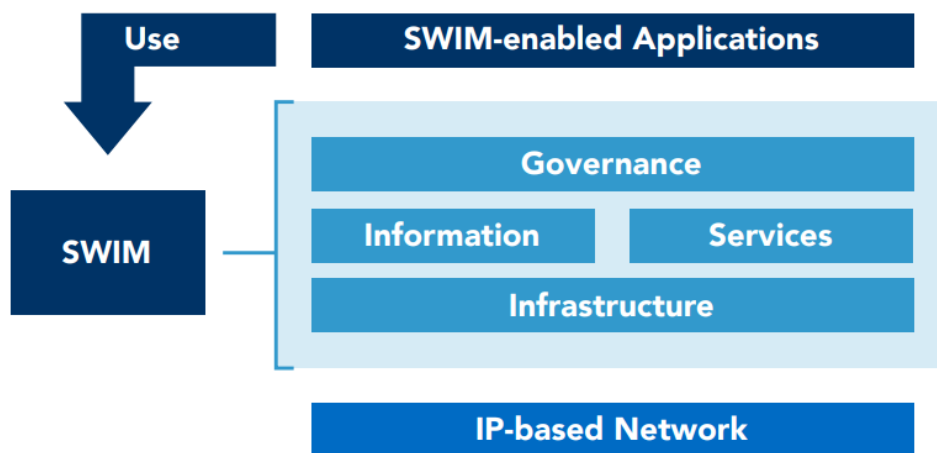 Use
SWIM-enabled Applications
Governance
Information
Services
SWIM
Infrastructure
IP-based Network